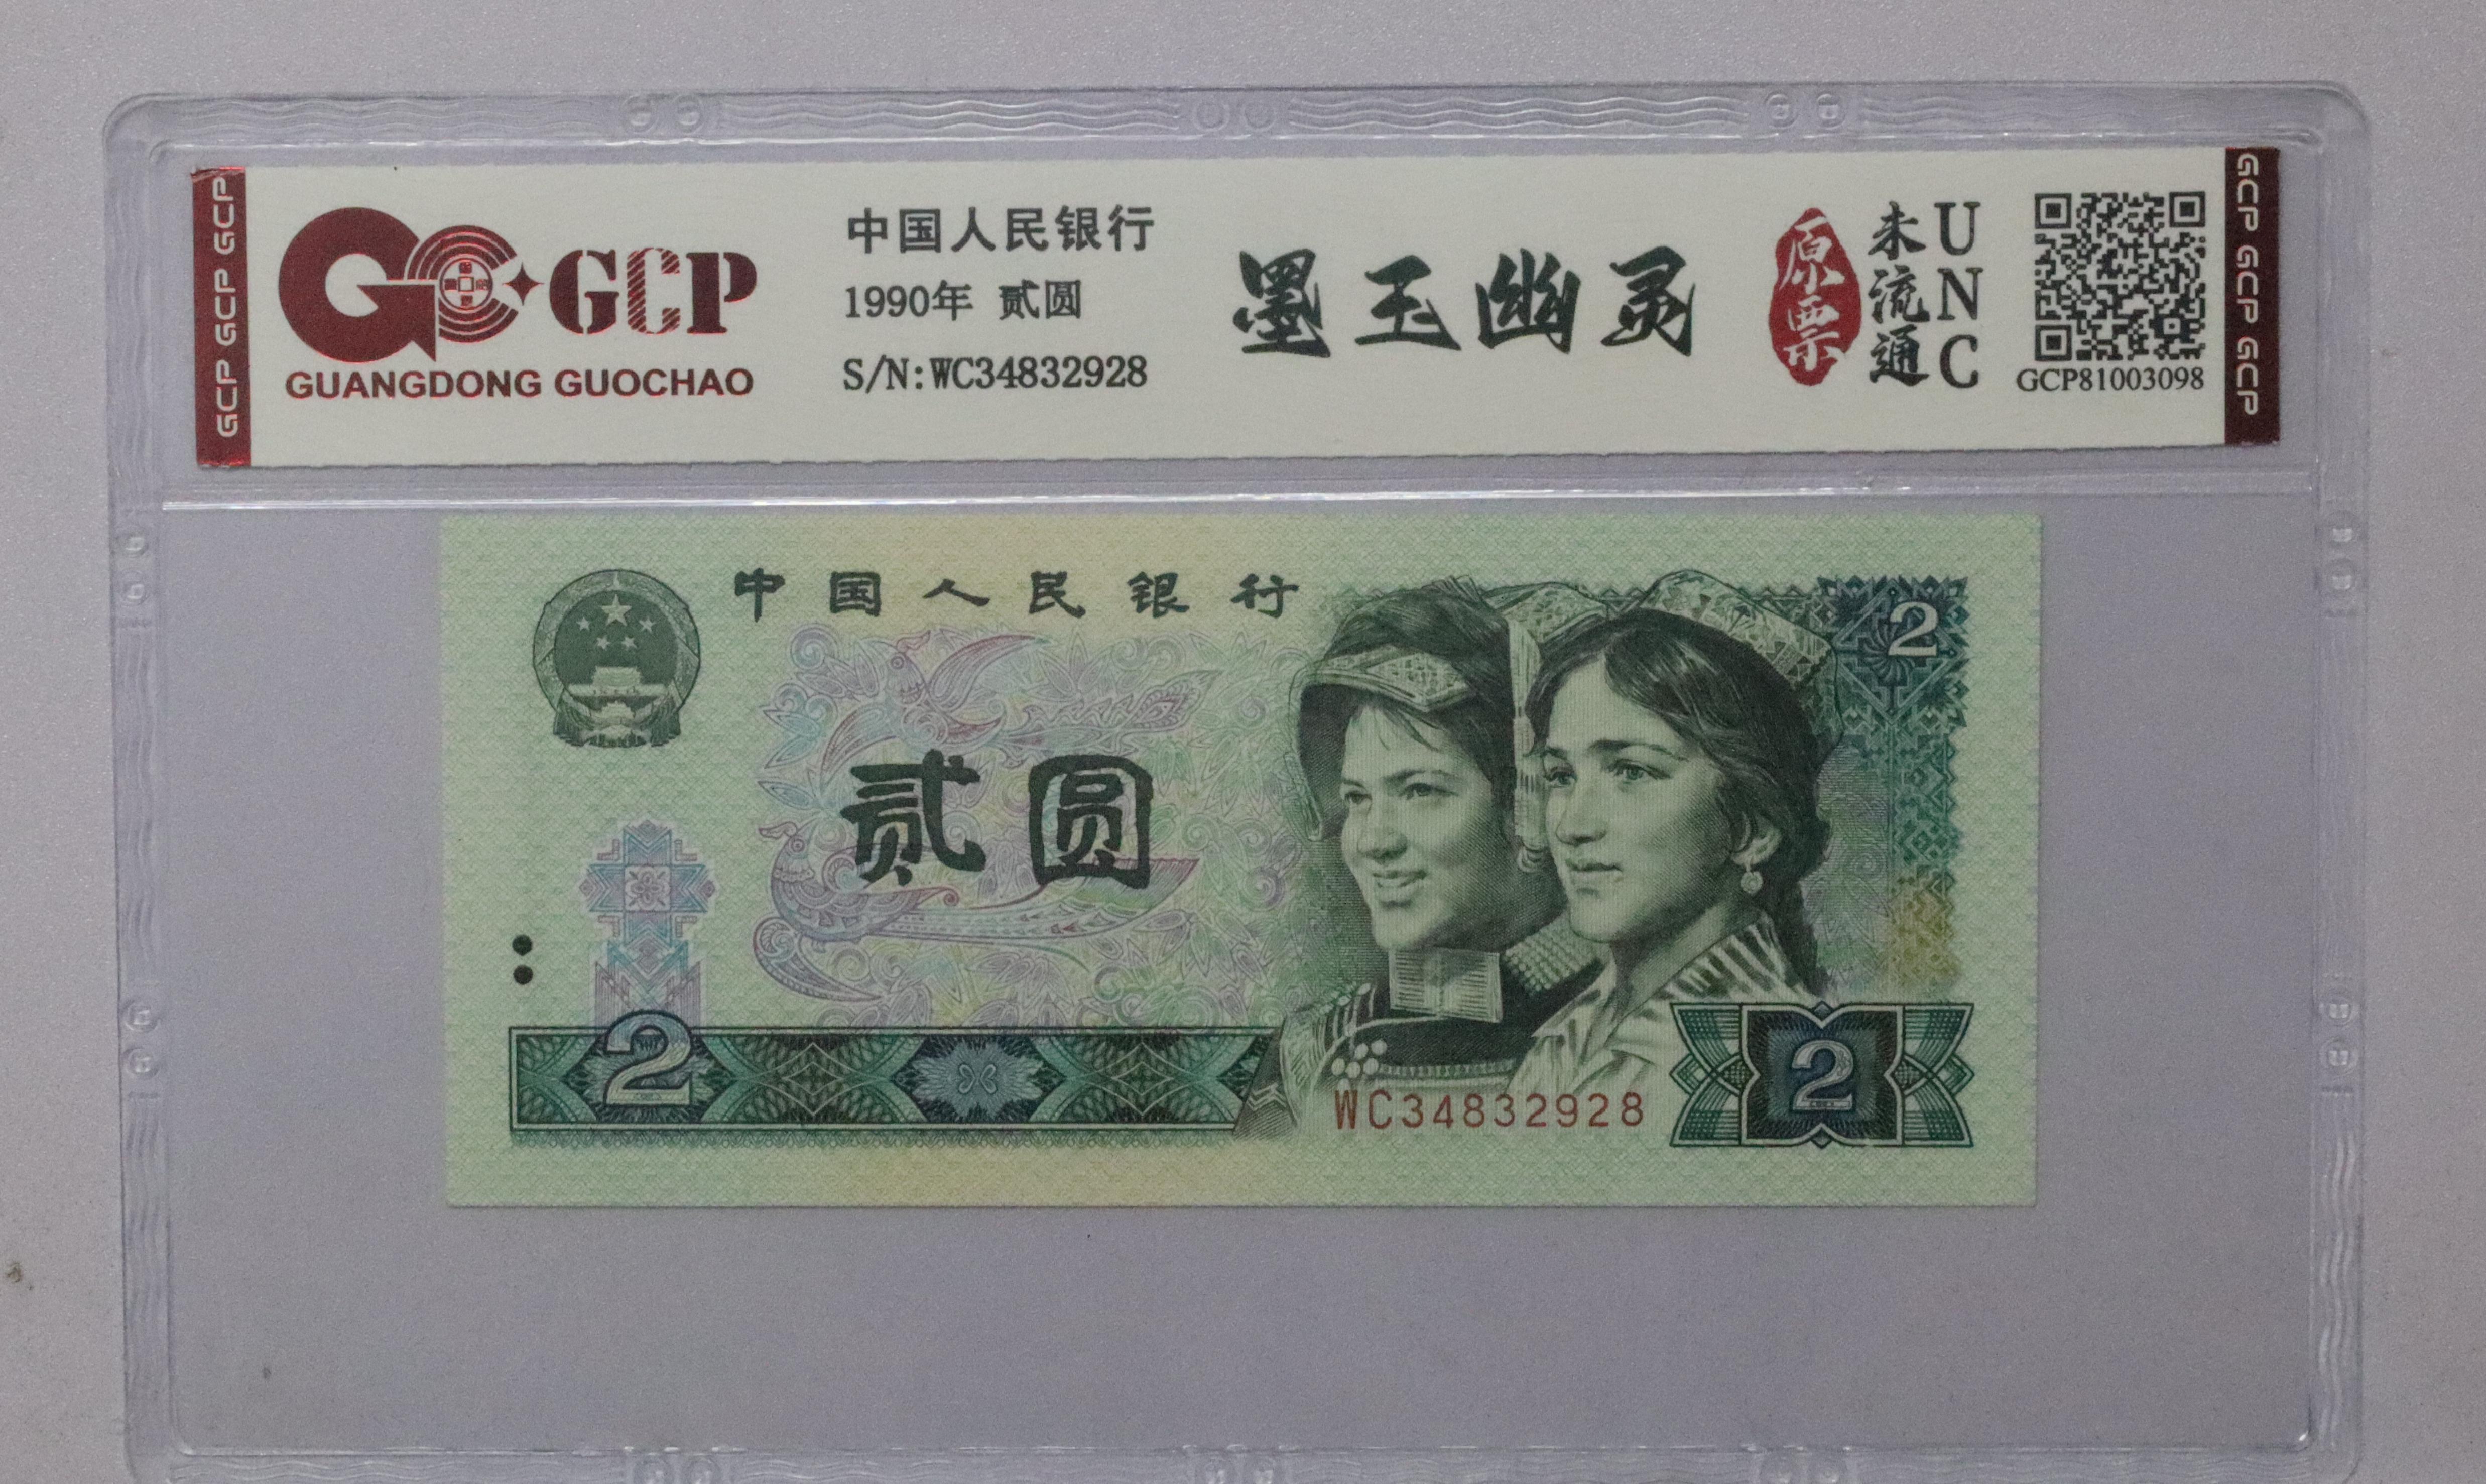 GCP GCP GCP
GCP
GUANGDONG GUOCHAO
中国人民银行
1990年 贰圆
S/N:WC34832928
墨玉幽灵
原票
未流通
UNC
GCP81003098
GCP GCP GCP
中国人民银行
2
贰圆
2
WC34832928
2